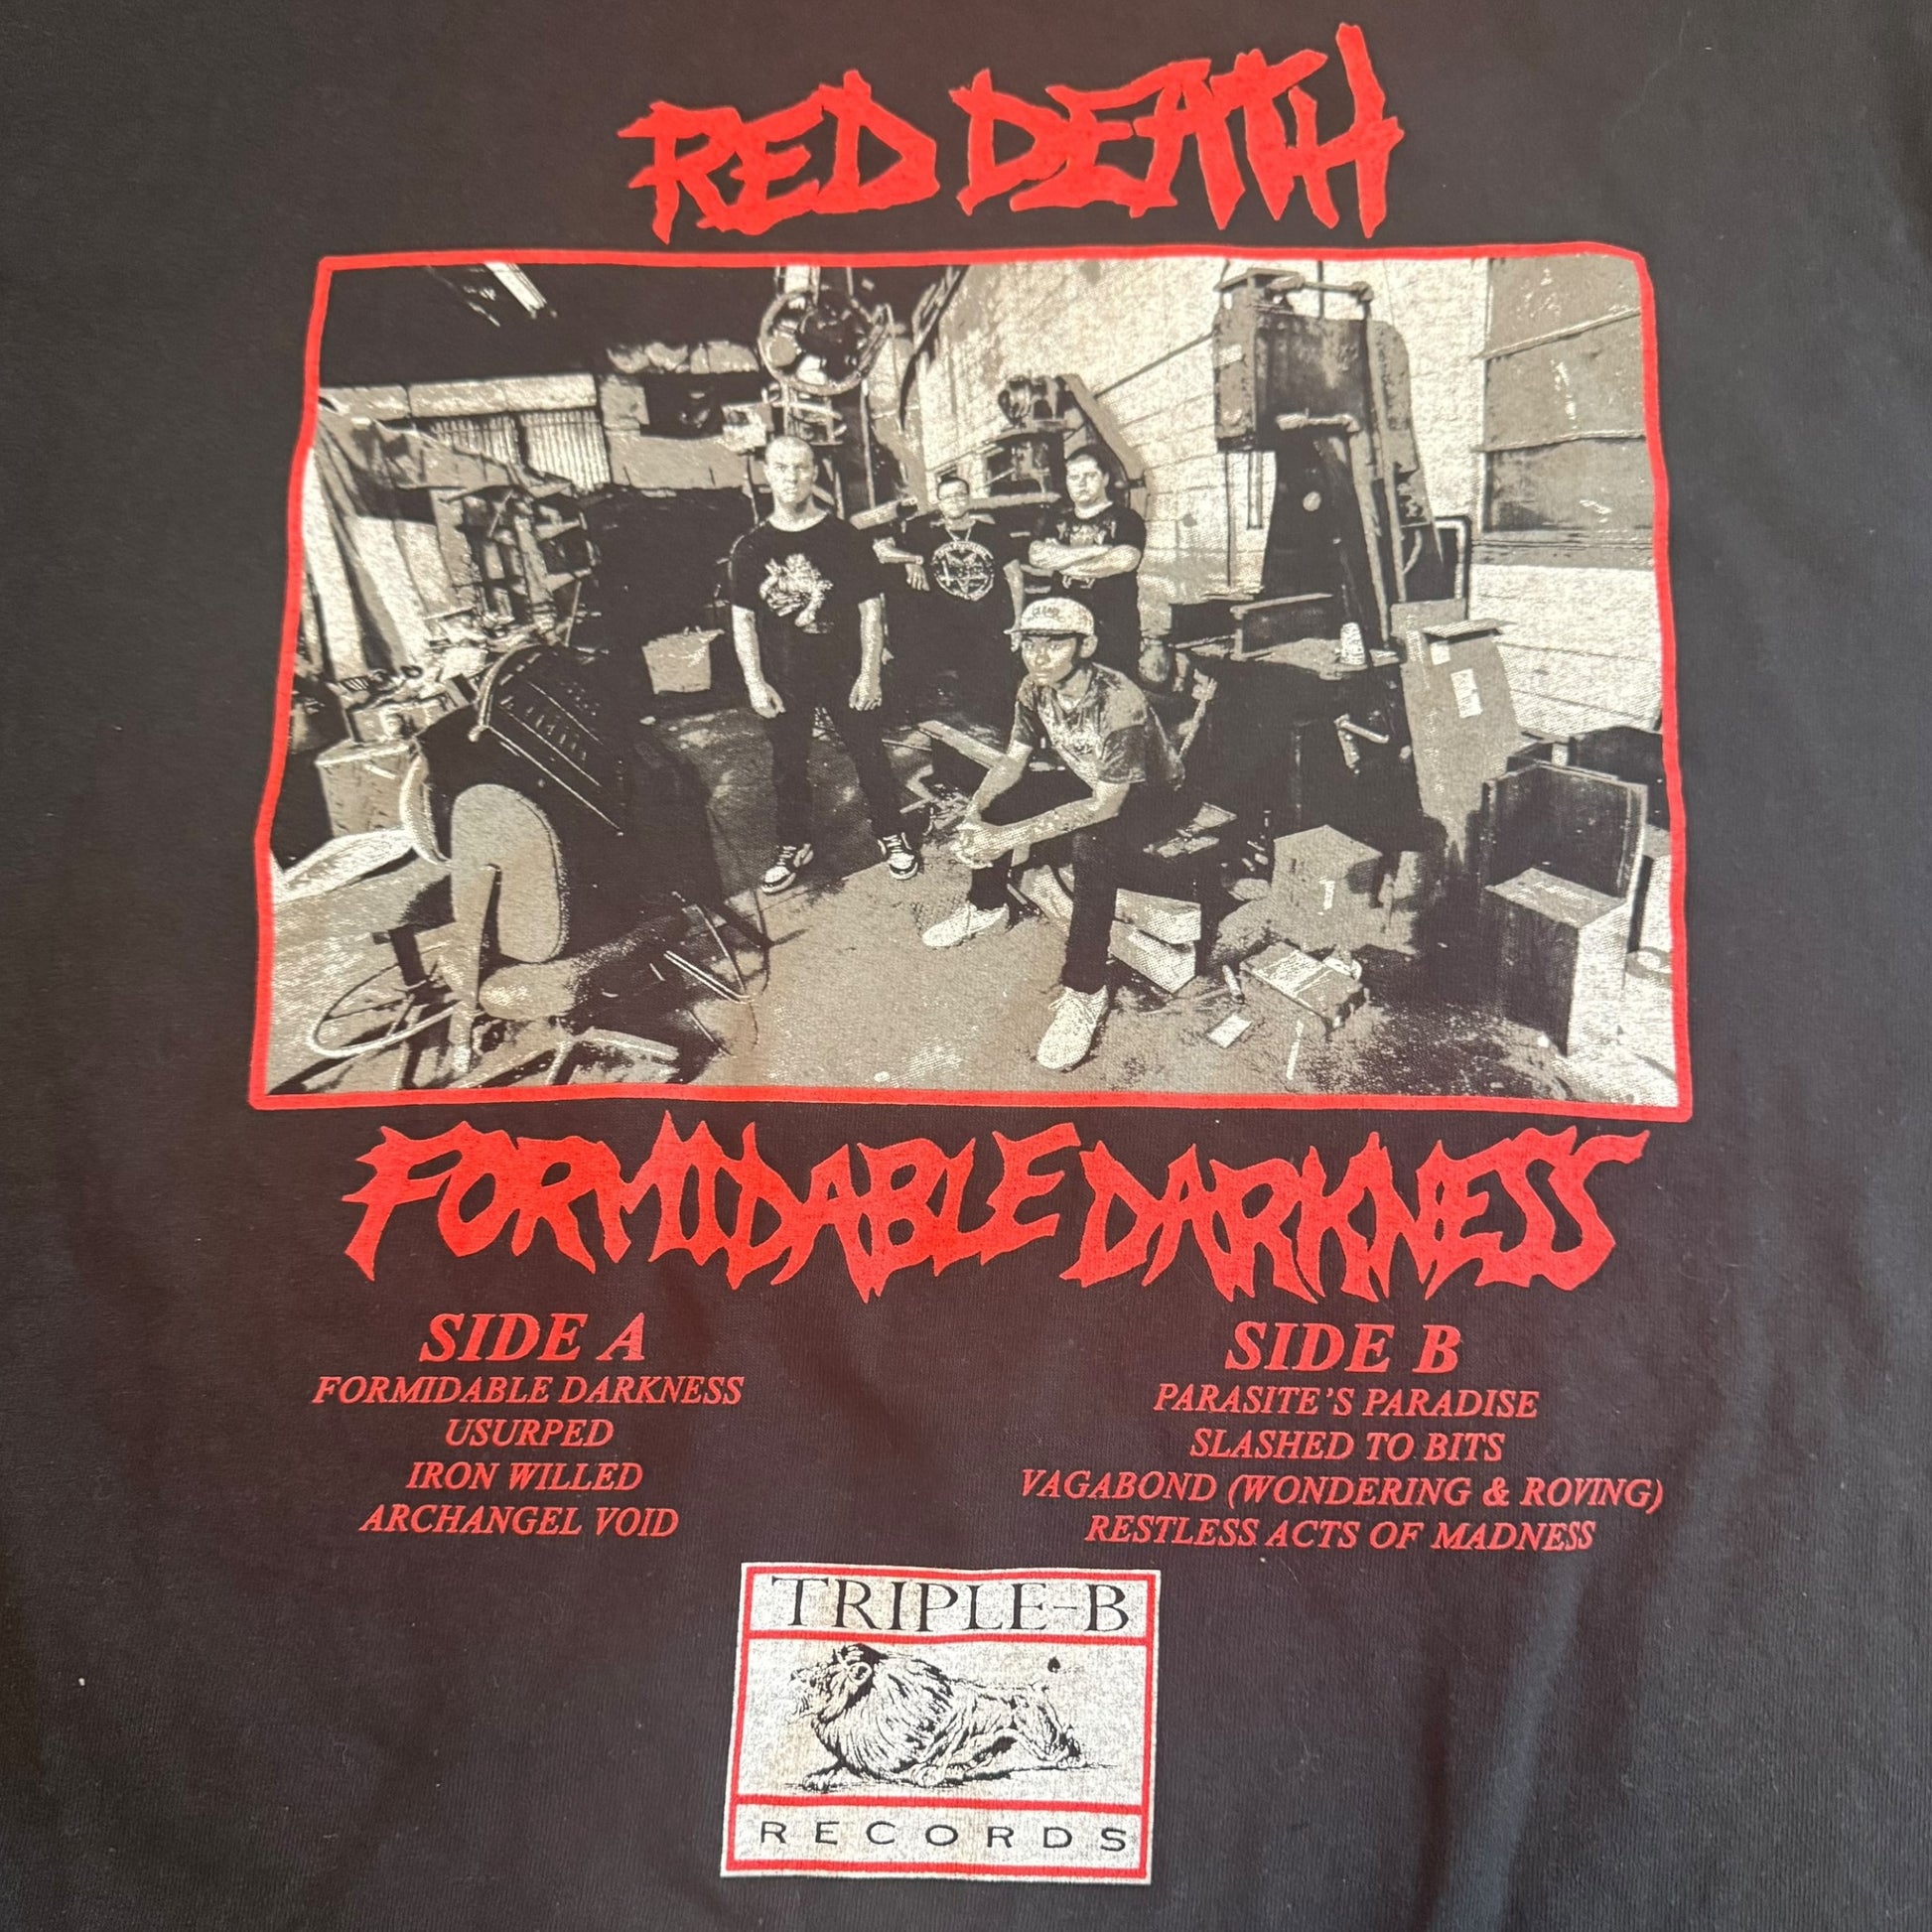 RED DEATH
FORMIDABLE DARKNESS
SIDE A
FORMIDABLE DARKNESS
USURPED
IRON WILLED
ARCHANGEL VOID
SIDE B
PARASITE'S PARADISE
SLASHED TO BITS
VAGABOND (WONDERING & ROVING)
RESTLESS ACTS OF MADNESS
TRIPLE-B
RECORDS